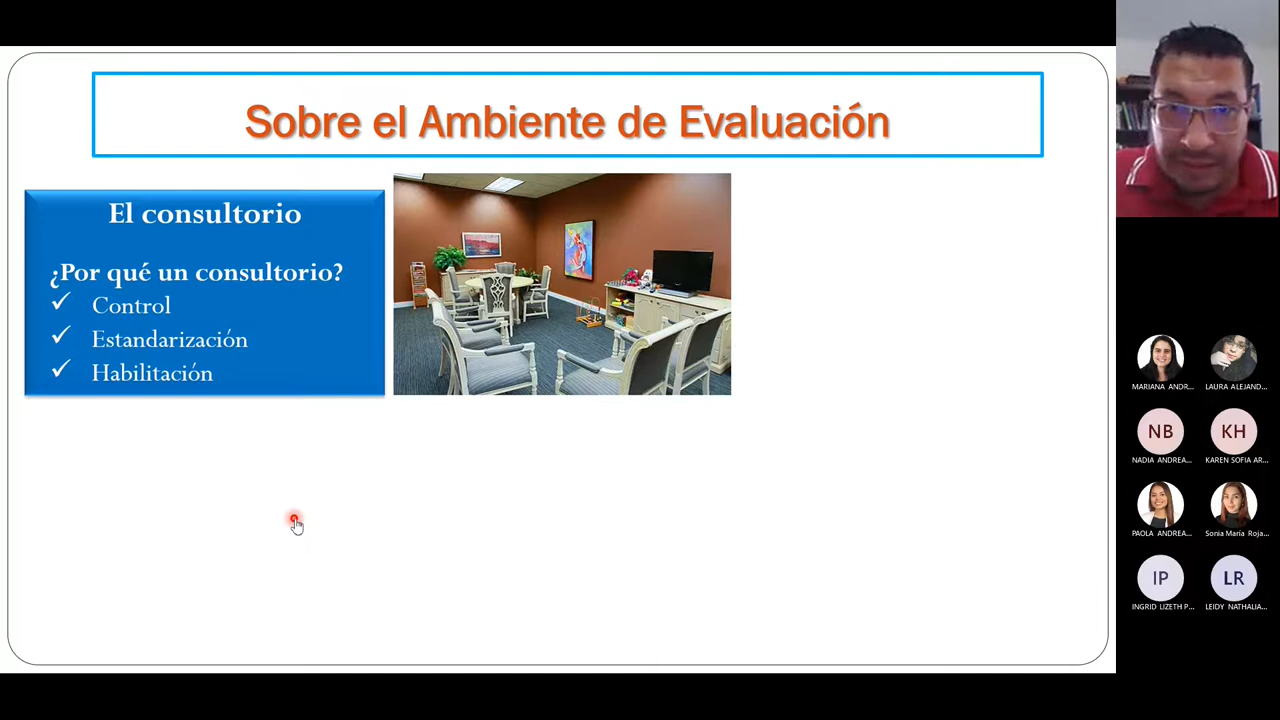 Sobre el Ambiente de Evaluación
El consultorio
¿Por qué un consultorio?
✓ Control
✓ Estandarización
✓ Habilitación
MARIANA ANDR...
LAURA ALEJAND...
NB
KH
NADIA ANDREA...
KAREN SOFIA AR...
PAOLA ANDREA...
Sonia María Roja...
IP
LR
INGRID LIZETH P...
LEIDY NATHALIA...